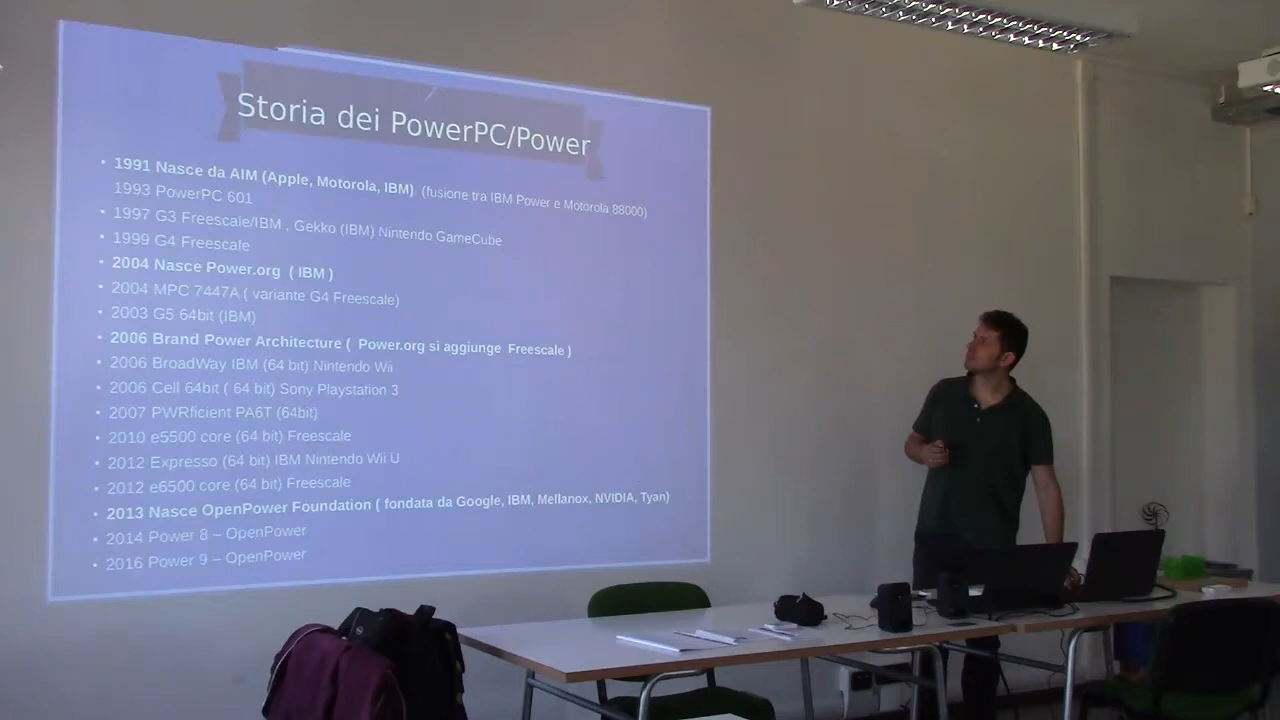 Storia dei PowerPC/Power
• 1991 Nasce da AIM (Apple, Motorola, IBM) (fusione tra IBM Power e Motorola 88000)
1993 PowerPC 601
• 1997 G3 Freescale/IBM , Gekko (IBM) Nintendo GameCube
• 1999 G4 Freescale
• 2004 Nasce Power.org ( IBM )
• 2004 MPC 7447A ( variante G4 Freescale)
• 2003 G5 64bit (IBM)
• 2006 Brand Power Architecture ( Power.org si aggiunge Freescale )
• 2006 BroadWay IBM (64 bit) Nintendo Wii
• 2006 Cell 64bit ( 64 bit) Sony Playstation 3
• 2007 PWRficient PA6T (64bit)
• 2010 e5500 core (64 bit) Freescale
• 2012 Expresso (64 bit) IBM Nintendo Wii U
• 2012 e6500 core (64 bit) Freescale
• 2013 Nasce OpenPower Foundation ( fondata da Google, IBM, Mellanox, NVIDIA, Tyan)
• 2014 Power 8 – OpenPower
• 2016 Power 9 – OpenPower